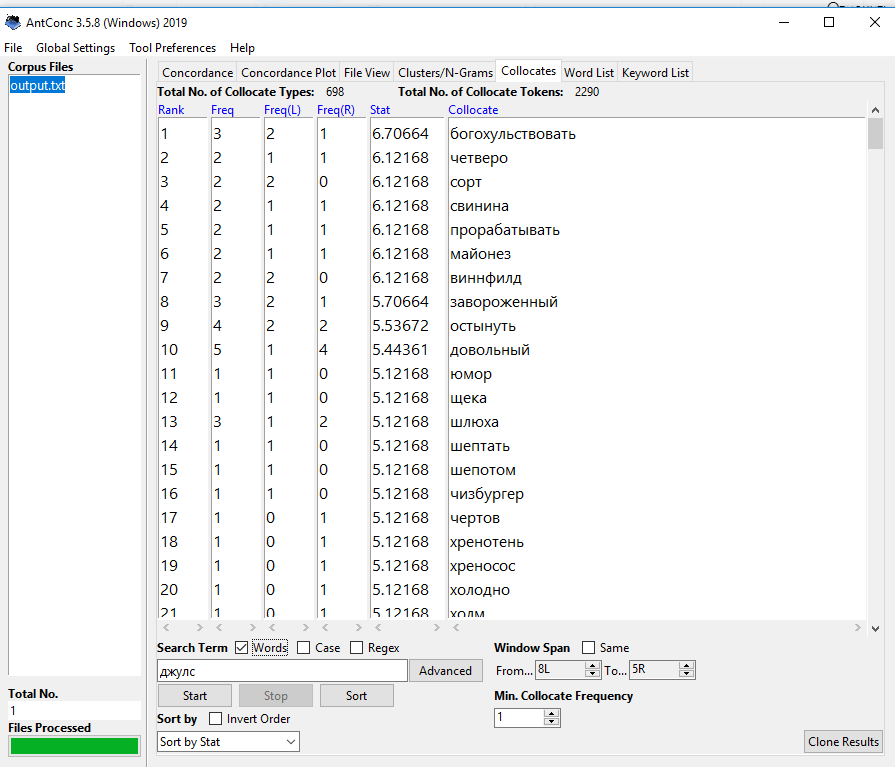 AntConc 3.5.8 (Windows) 2019
File Global Settings Tool Preferences Help
Corpus Files
output.txt
Concordance Concordance Plot File View Clusters/N-Grams Collocates Word List Keyword List
Total No. of Collocate Types: 698 Total No. of Collocate Tokens: 2290
Rank Freq Freq(L) Freq(R) Stat Collocate
1 3 2 1 6.70664 богохульствовать
2 2 1 1 6.12168 четверо
3 2 2 0 6.12168 сорт
4 2 1 1 6.12168 свинина
5 2 1 1 6.12168 прорабатывать
6 2 1 1 6.12168 майонез
7 2 2 0 6.12168 виннфилд
8 3 2 1 5.70664 завороженный
9 4 2 2 5.53672 остынуть
10 5 1 4 5.44361 довольный
11 1 1 0 5.12168 юмор
12 1 1 0 5.12168 щека
13 3 1 2 5.12168 шлюха
14 1 1 0 5.12168 шептать
15 1 1 0 5.12168 шепотом
16 1 1 0 5.12168 чизбургер
17 1 0 1 5.12168 чертов
18 1 0 1 5.12168 хренотень
19 1 0 1 5.12168 хреносос
20 1 0 1 5.12168 холодно
21 1 0 1 5.12168 холм
Search Term Words Case Regex Window Span Same
джулс Advanced From... 8L To... 5R
Start Stop Sort Min. Collocate Frequency
Sort by Invert Order 1
Sort by Stat Clone Results
Total No.
1
Files Processed